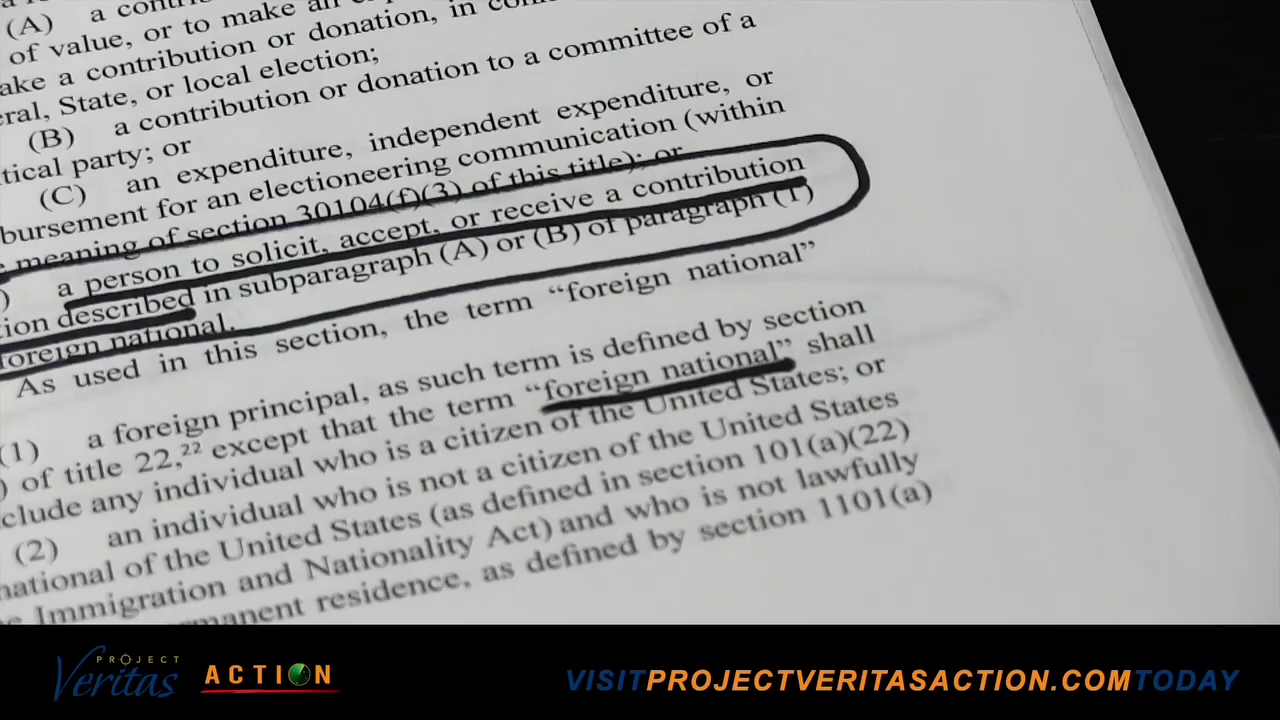 (A) a
of value, or to make an
ake a contribution or donation, in
eral, State, or local election;
(B) a contribution or donation to a committee of a
tical party; or
(C) an expenditure, independent expenditure, or
bursement for an electioneering communication (within
meaning of section 30104(f)(3) of this title); or
) a person to solicit, accept, or receive a contribution
tion described in subparagraph (A) or (B) of paragraph (1)
foreign national.
As used in this section, the term “foreign national”
(1) a foreign principal, as such term is defined by section
) of title 22,²² except that the term “foreign national” shall
clude any individual who is a citizen of the United States; or
(2) an individual who is not a citizen of the United States
national of the United States (as defined in section 101(a)(22)
e Immigration and Nationality Act) and who is not lawfully
rmanent residence, as defined by section 1101(a)
PROJECT
Veritas ACTION
VISITPROJECTVERITASACTION.COMTODAY